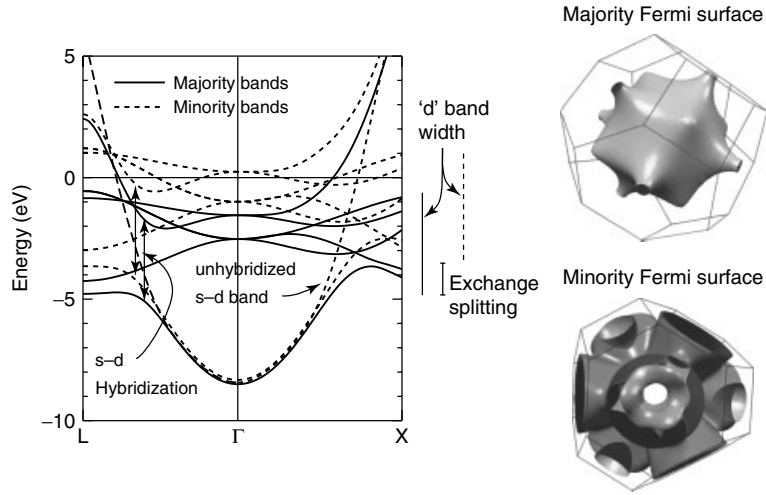 5
0
−5
−10
Energy (eV)
L
Γ
X
Majority bands
Minority bands
unhybridized
s–d band
s–d
Hybridization
‘d’ band
width
Exchange
splitting
Majority Fermi surface
Minority Fermi surface